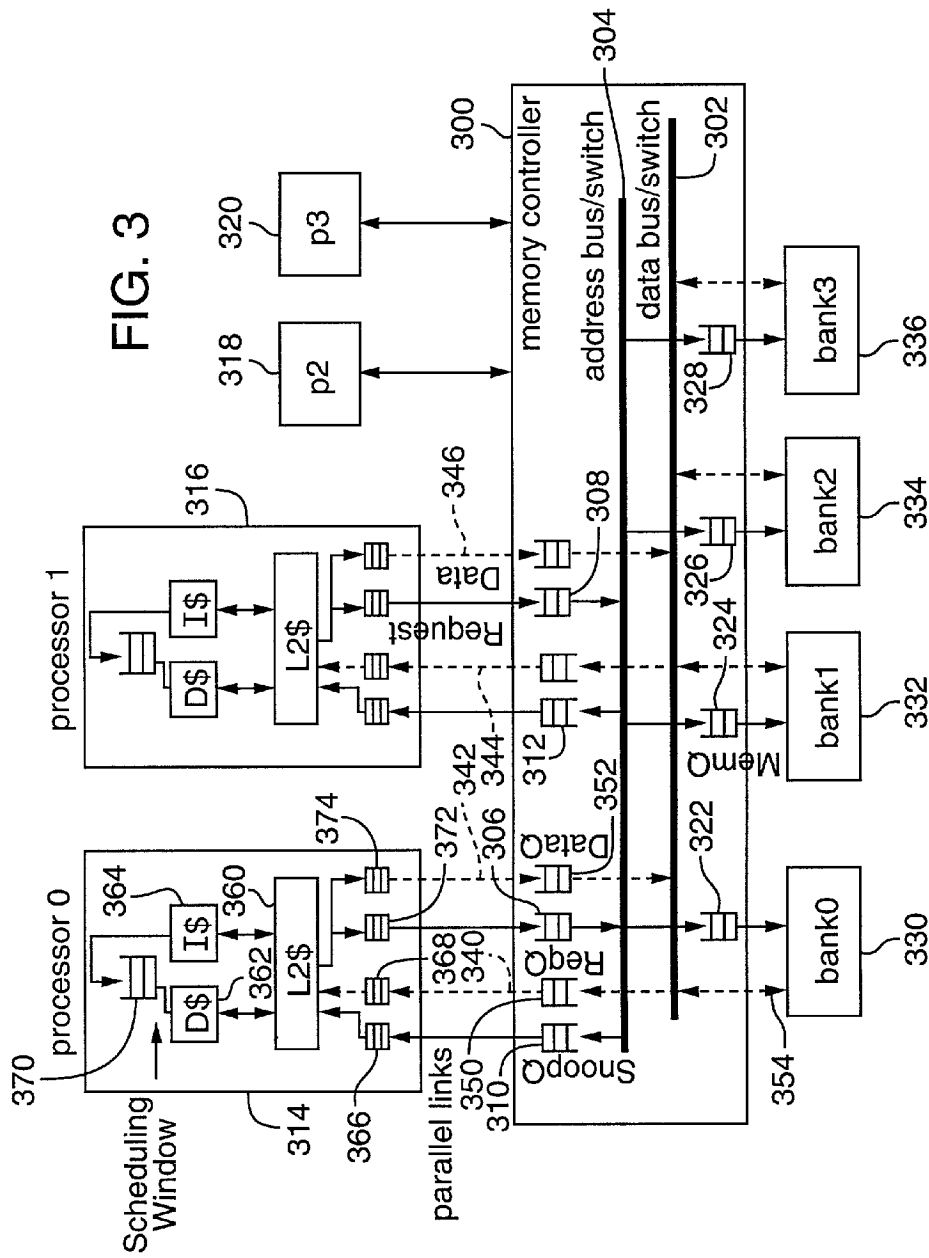 FIG. 3
Scheduling
Window
370
processor 0
364
314
D$
I$
362
360
L2$
366
368
374
372
processor 1
316
D$
I$
L2$
318
p2
320
p3
parallel links
340
342
344
Request
Data
346
300
memory controller
350
310
SnoopQ
306
ReqQ
DataQ
352
312
308
address bus/switch
304
data bus/switch
302
354
322
MemQ
324
326
328
bank0
330
bank1
332
bank2
334
bank3
336